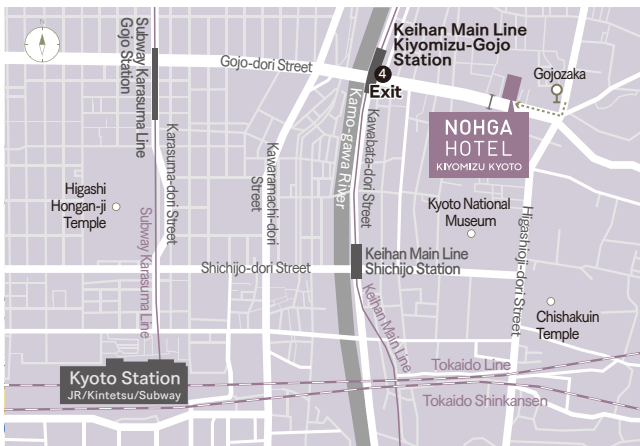 N
Subway Karasuma Line
Gojo Station
Gojo-dori Street
Keihan Main Line
Kiyomizu-Gojo
Station
4
Exit
Gojozaka
NOHGA
HOTEL
KIYOMIZU KYOTO
Karasuma-dori Street
Kawaramachi-dori
Street
Kamo-gawa River
Kawabata-dori Street
Higashi
Hongan-ji
Temple
Kyoto National
Museum
Subway Karasuma Line
Shichijo-dori Street
Keihan Main Line
Shichijo Station
Higashioji-dori Street
Keihan Main Line
Chishakuin
Temple
Kyoto Station
JR/Kintetsu/Subway
Tokaido Line
Tokaido Shinkansen